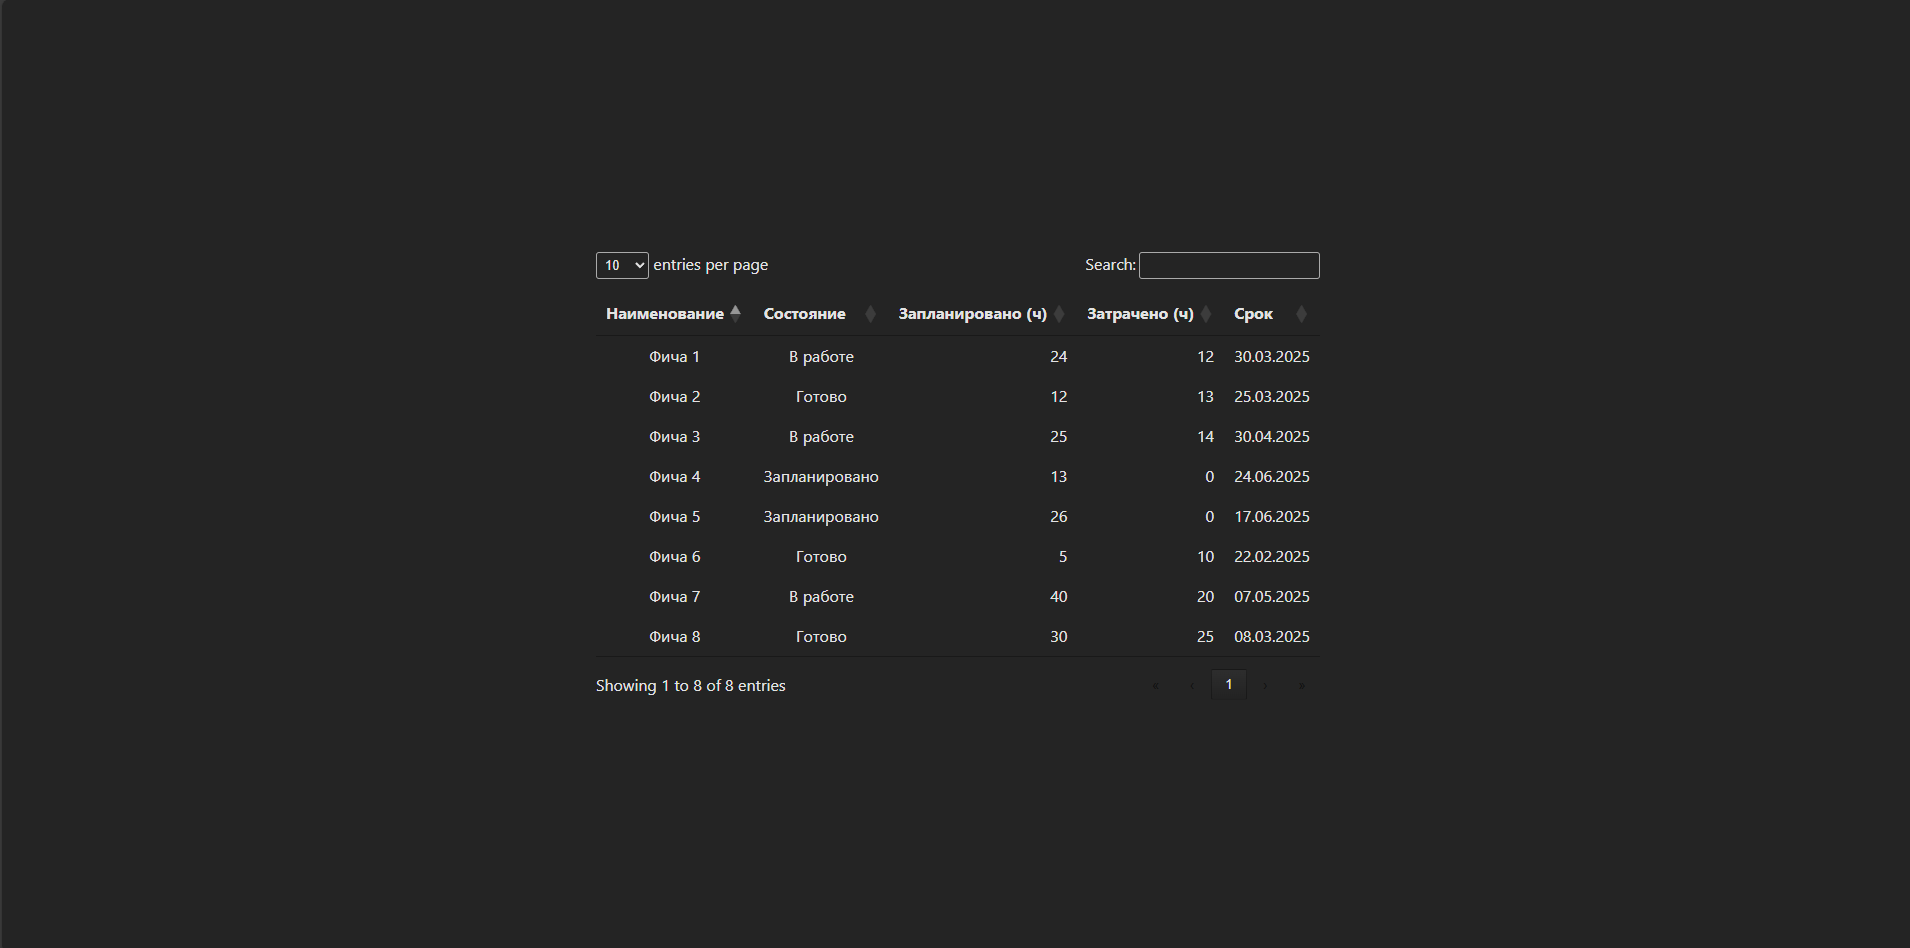 10 entries per page Search:
Наименование Состояние Запланировано (ч) Затрачено (ч) Срок
Фича 1 В работе 24 12 30.03.2025
Фича 2 Готово 12 13 25.03.2025
Фича 3 В работе 25 14 30.04.2025
Фича 4 Запланировано 13 0 24.06.2025
Фича 5 Запланировано 26 0 17.06.2025
Фича 6 Готово 5 10 22.02.2025
Фича 7 В работе 40 20 07.05.2025
Фича 8 Готово 30 25 08.03.2025
Showing 1 to 8 of 8 entries « ‹ 1 › »